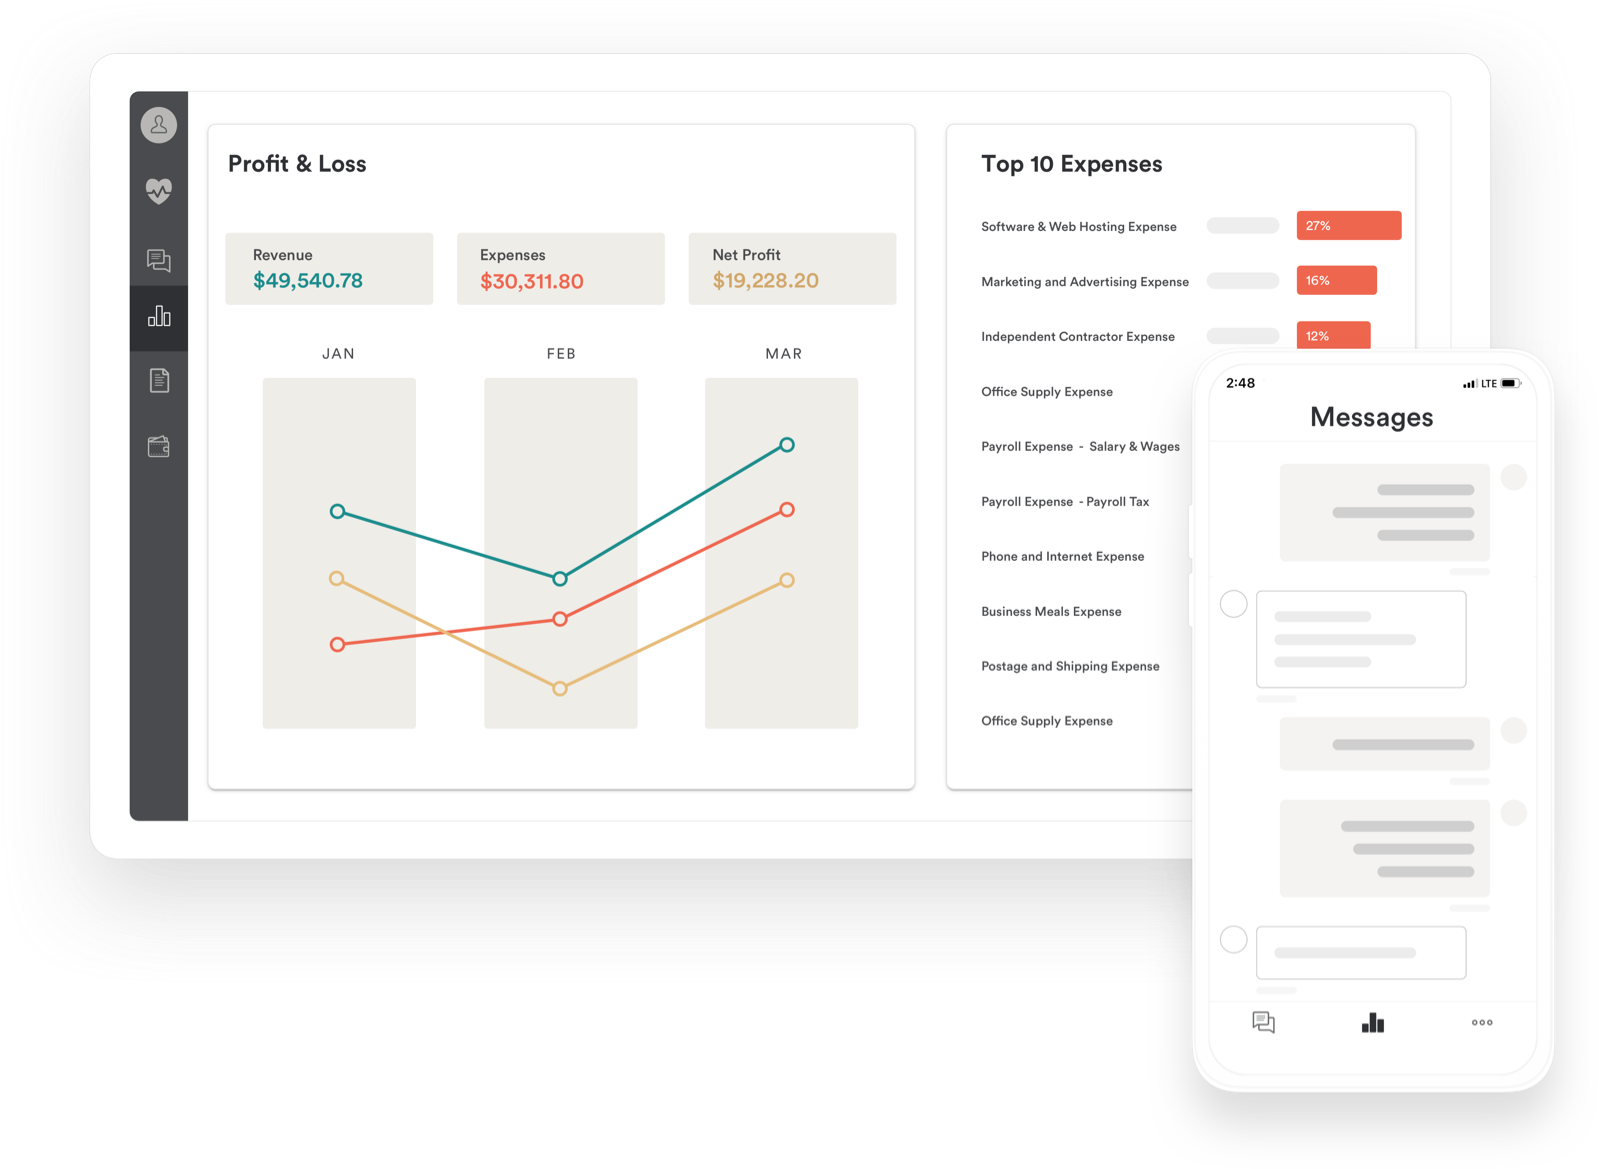 Profit & Loss
Revenue
$49,540.78
Expenses
$30,311.80
Net Profit
$19,228.20
JAN
FEB
MAR
Top 10 Expenses
Software & Web Hosting Expense
27%
Marketing and Advertising Expense
16%
Independent Contractor Expense
12%
Office Supply Expense
Payroll Expense - Salary & Wages
Payroll Expense - Payroll Tax
Phone and Internet Expense
Business Meals Expense
Postage and Shipping Expense
Office Supply Expense
2:48
LTE
Messages